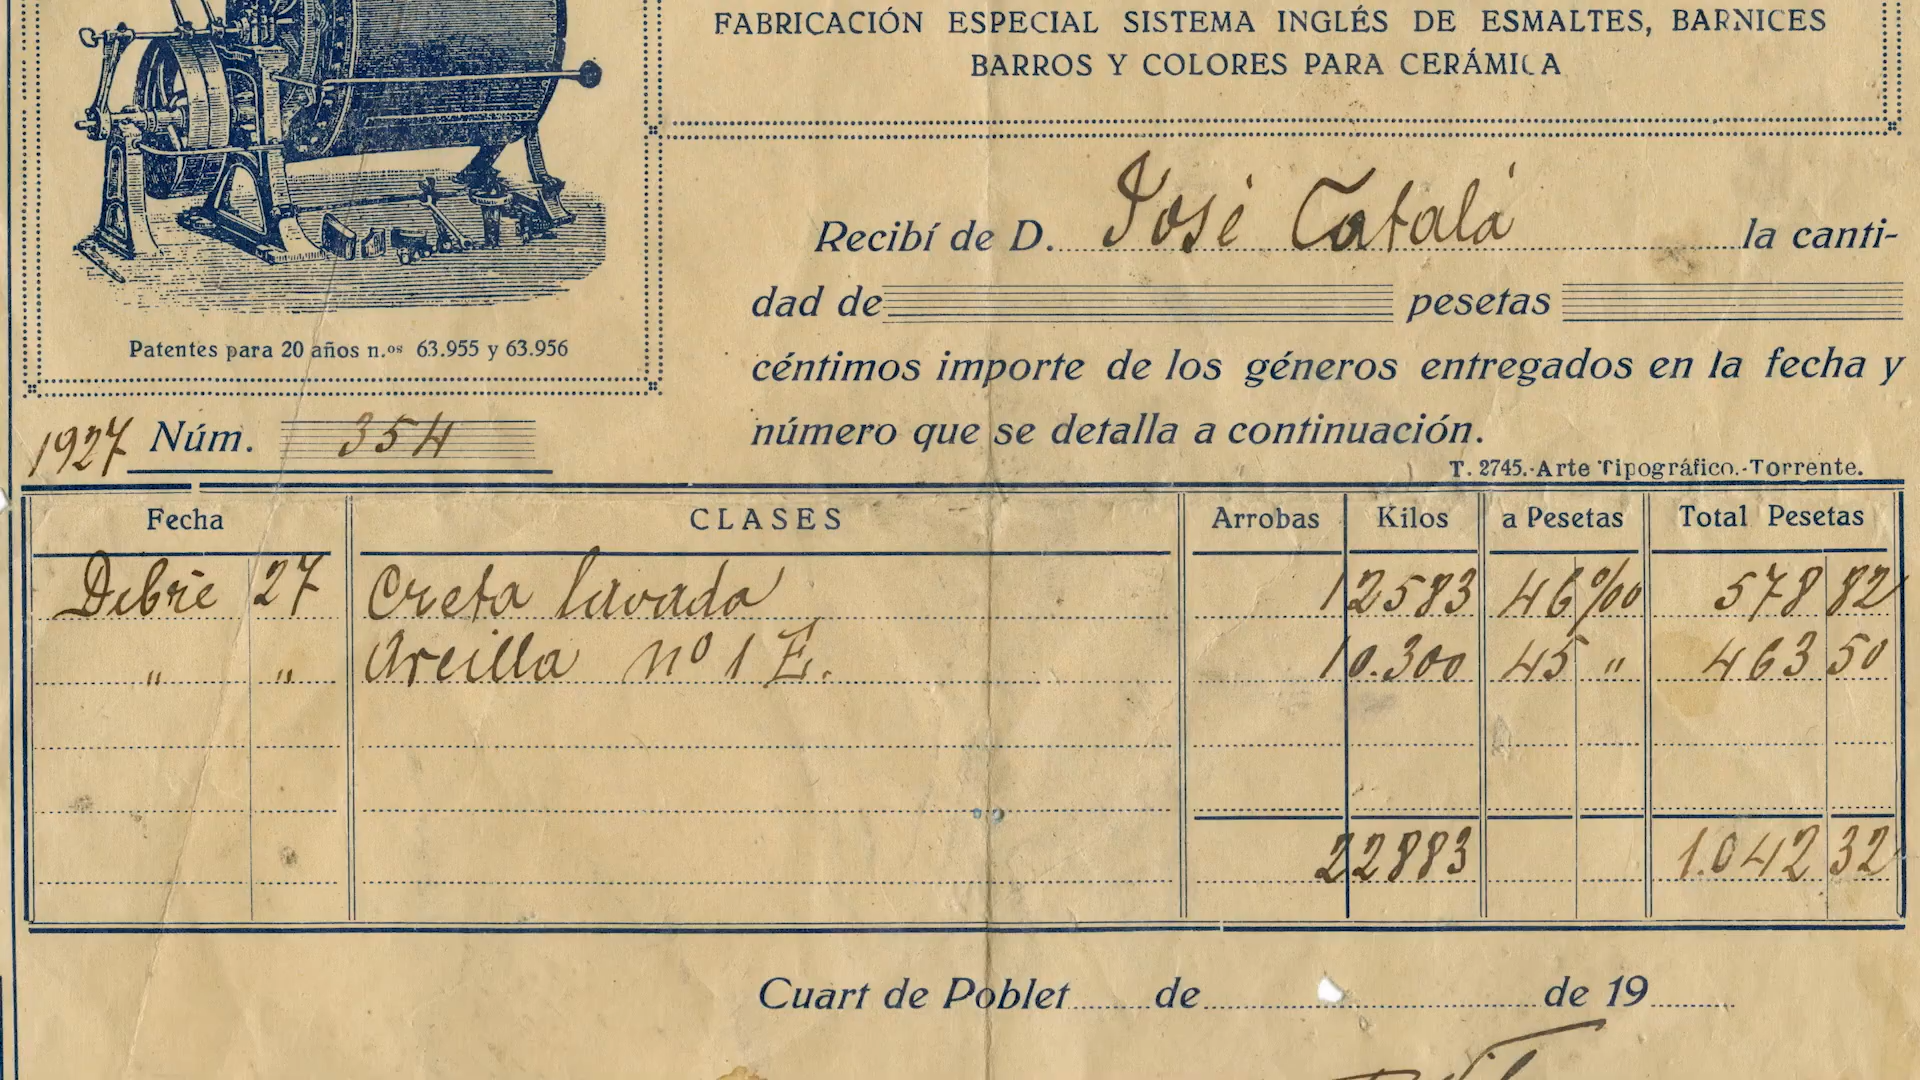 FABRICACIÓN ESPECIAL SISTEMA INGLÉS DE ESMALTES, BARNICES
BARROS Y COLORES PARA CERÁMICA
Recibí de D. José Catalá la canti-
dad de pesetas
céntimos importe de los géneros entregados en la fecha y
número que se detalla a continuación.
T. 2745.-Arte Tipográfico.-Torrente.
Patentes para 20 años n.os 63.955 y 63.956
1927 Núm. 354
Fecha CLASES Arrobas Kilos a Pesetas Total Pesetas
Dcbre 27 Creta lavada 12583 46 %00 578 82
" " Arcilla nº 1 E. 10.300 45 " 463 50
22883 1.042 32
Cuart de Poblet de de 19